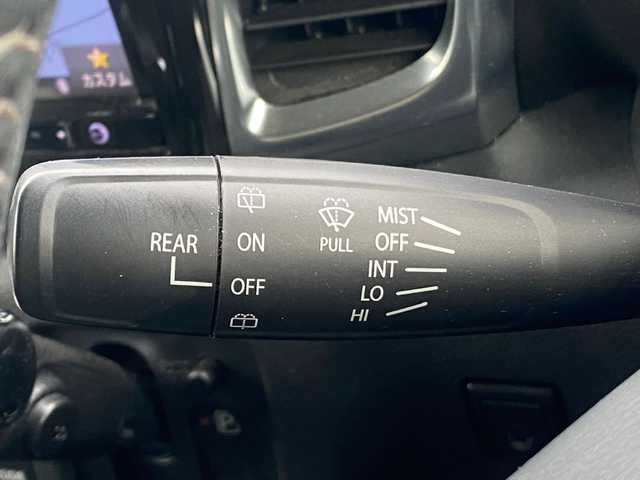 カスタム
MIST
REAR
ON
PULL
OFF
INT
OFF
LO
HI